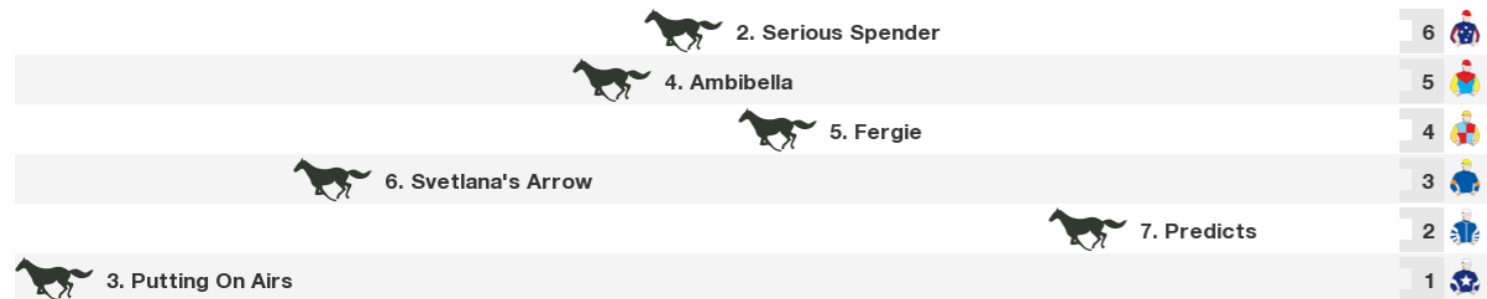 2. Serious Spender 6
4. Ambibella 5
5. Fergie 4
6. Svetlana's Arrow 3
7. Predicts 2
3. Putting On Airs 1